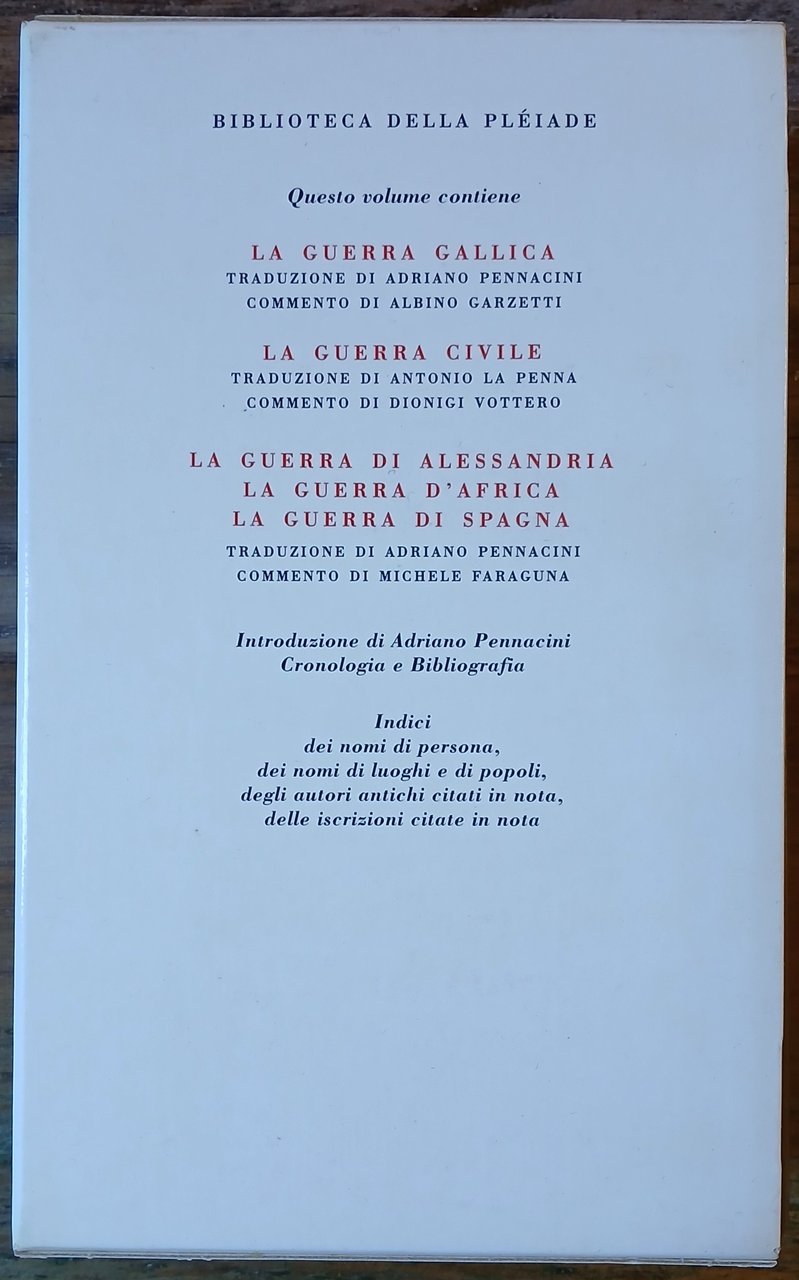 BIBLIOTECA DELLA PLÉIADE
Questo volume contiene
LA GUERRA GALLICA
TRADUZIONE DI ADRIANO PENNACINI
COMMENTO DI ALBINO GARZETTI
LA GUERRA CIVILE
TRADUZIONE DI ANTONIO LA PENNA
COMMENTO DI DIONIGI VOTTERO
LA GUERRA DI ALESSANDRIA
LA GUERRA D'AFRICA
LA GUERRA DI SPAGNA
TRADUZIONE DI ADRIANO PENNACINI
COMMENTO DI MICHELE FARAGUNA
Introduzione di Adriano Pennacini
Cronologia e Bibliografia
Indici
dei nomi di persona,
dei nomi di luoghi e di popoli,
degli autori antichi citati in nota,
delle iscrizioni citate in nota